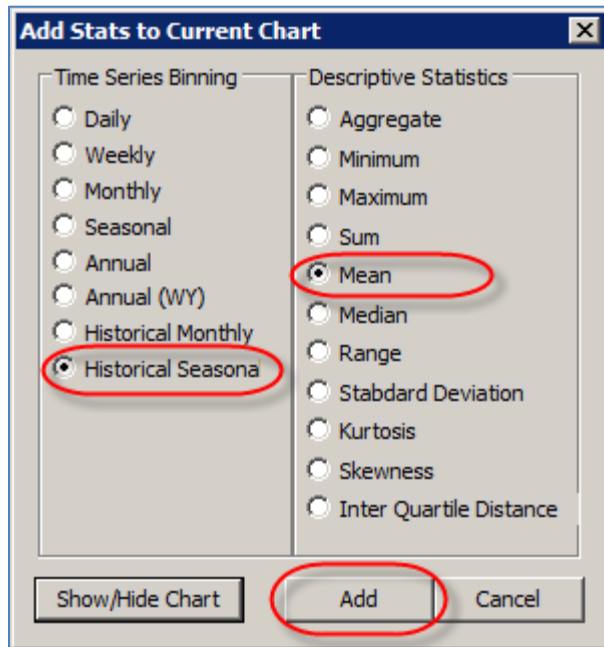 Add Stats to Current Chart
Time Series Binning
Daily
Weekly
Monthly
Seasonal
Annual
Annual (WY)
Historical Monthly
Historical Seasonal
Descriptive Statistics
Aggregate
Minimum
Maximum
Sum
Mean
Median
Range
Stabdard Deviation
Kurtosis
Skewness
Inter Quartile Distance
Show/Hide Chart
Add
Cancel